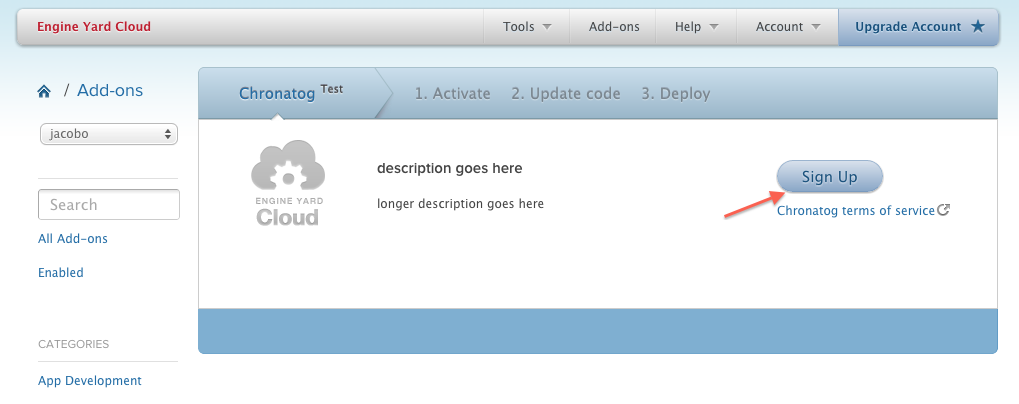 Engine Yard Cloud
Tools Add-ons Help Account Upgrade Account
/ Add-ons
jacobo
Search
All Add-ons
Enabled
CATEGORIES
App Development
Chronatog Test 1. Activate 2. Update code 3. Deploy
ENGINE YARD
Cloud
description goes here
longer description goes here
Sign Up
Chronatog terms of service